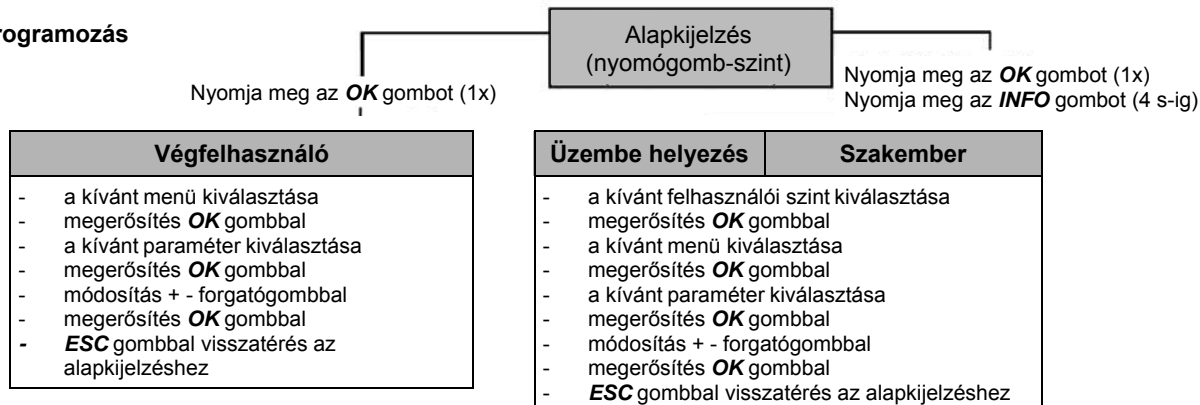 rogramozás
Alapkijelzés
(nyomógomb-szint)
Nyomja meg az OK gombot (1x)
Nyomja meg az OK gombot (1x)
Nyomja meg az INFO gombot (4 s-ig)
Végfelhasználó
- a kívánt menü kiválasztása
- megerősítés OK gombbal
- a kívánt paraméter kiválasztása
- megerősítés OK gombbal
- módosítás + - forgatógombbal
- megerősítés OK gombbal
- ESC gombbal visszatérés az
alapkijelzéshez
Üzembe helyezés Szakember
- a kívánt felhasználói szint kiválasztása
- megerősítés OK gombbal
- a kívánt menü kiválasztása
- megerősítés OK gombbal
- a kívánt paraméter kiválasztása
- megerősítés OK gombbal
- módosítás + - forgatógombbal
- megerősítés OK gombbal
- ESC gombbal visszatérés az alapkijelzéshez